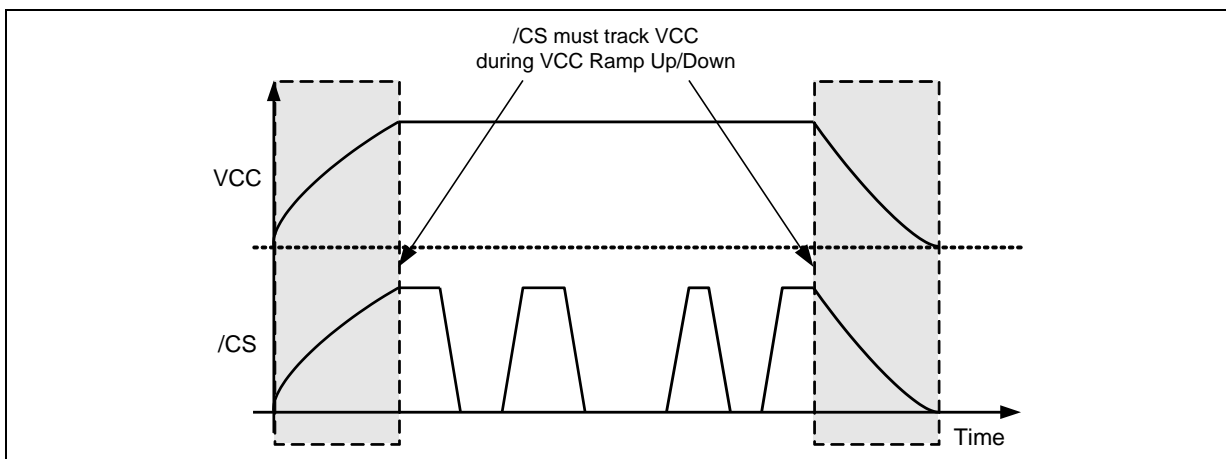 /CS must track VCC
during VCC Ramp Up/Down
VCC
/CS
Time